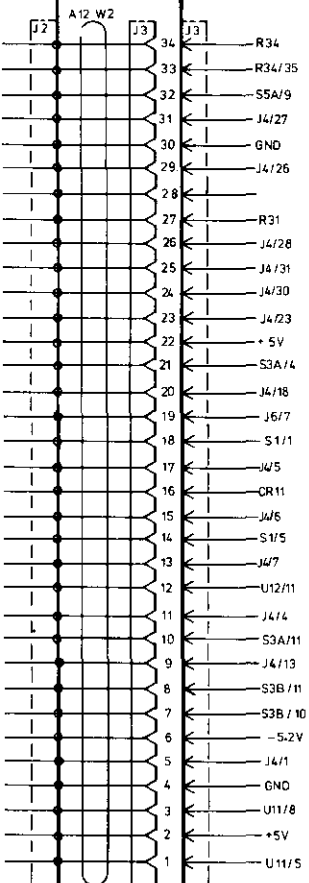 A12 W2
J2 J3 J3
34 R34
33 R34/35
32 S5A/9
31 J4/27
30 GND
29 J4/26
28
27 R31
26 J4/28
25 J4/31
24 J4/30
23 J4/23
22 + 5V
21 S3A/4
20 J4/18
19 J6/7
18 S1/1
17 J4/5
16 CR11
15 J4/6
14 S1/5
13 J4/7
12 U12/11
11 J4/4
10 S3A/11
9 J4/13
8 S3B/11
7 S3B/10
6 -5.2V
5 J4/1
4 GND
3 U11/8
2 +5V
1 U11/5